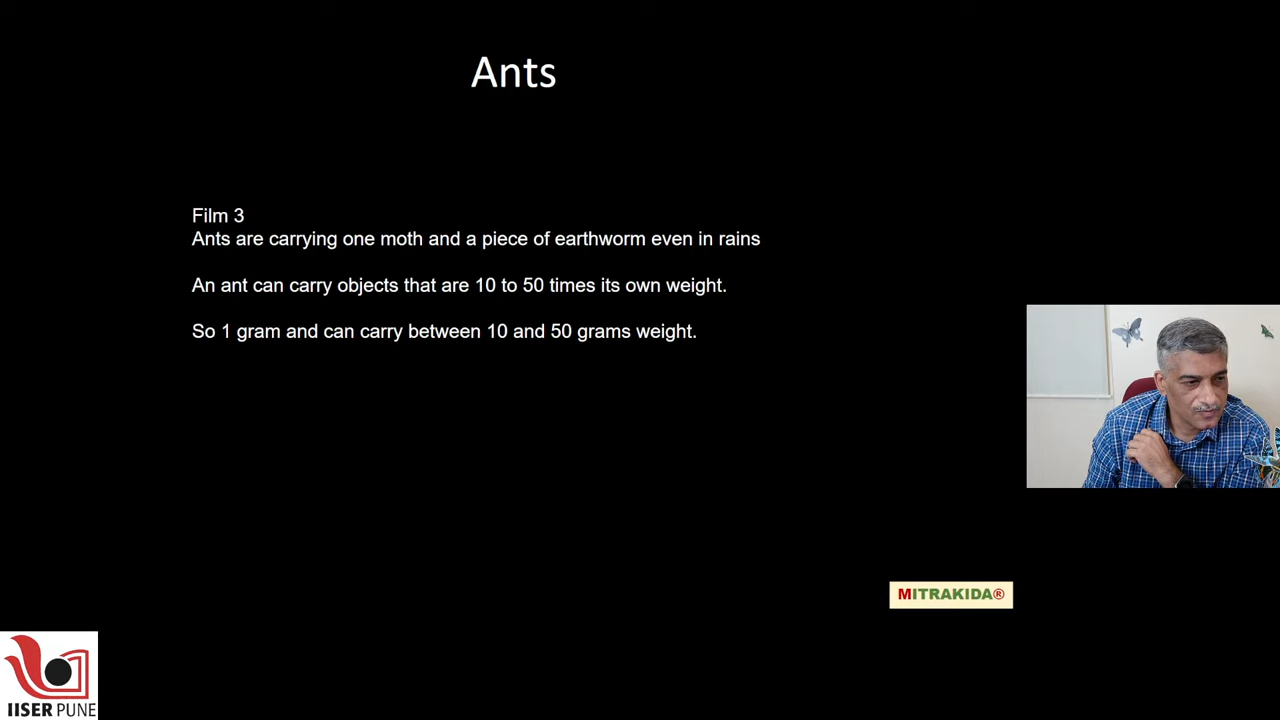 Ants
Film 3
Ants are carrying one moth and a piece of earthworm even in rains
An ant can carry objects that are 10 to 50 times its own weight.
So 1 gram and can carry between 10 and 50 grams weight.
MITRAKIDA®
IISER PUNE